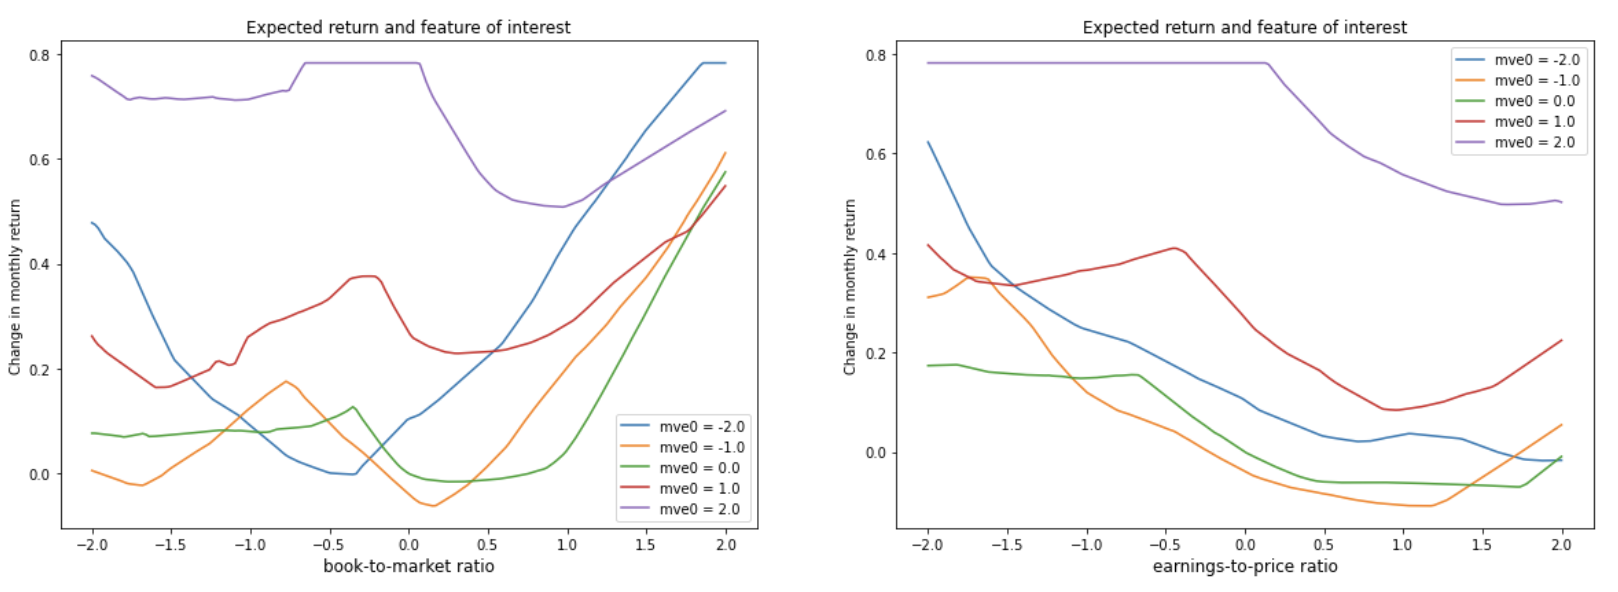 Expected return and feature of interest
0.8
0.6
0.4
0.2
0.0
Change in monthly return
mve0 = -2.0
mve0 = -1.0
mve0 = 0.0
mve0 = 1.0
mve0 = 2.0
−2.0 −1.5 −1.0 −0.5 0.0 0.5 1.0 1.5 2.0
book-to-market ratio
Expected return and feature of interest
0.8
0.6
0.4
0.2
0.0
Change in monthly return
mve0 = -2.0
mve0 = -1.0
mve0 = 0.0
mve0 = 1.0
mve0 = 2.0
−2.0 −1.5 −1.0 −0.5 0.0 0.5 1.0 1.5 2.0
earnings-to-price ratio